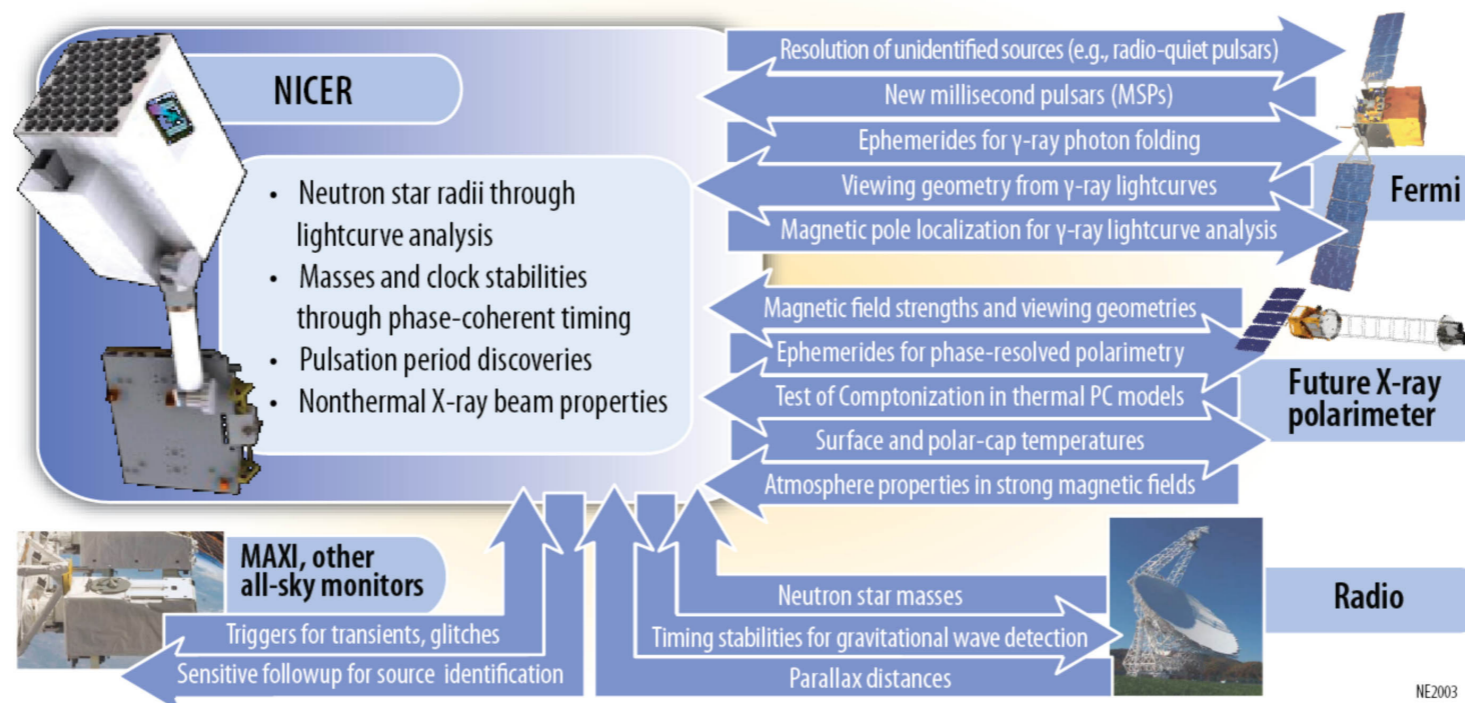 NICER
• Neutron star radii through
lightcurve analysis
• Masses and clock stabilities
through phase-coherent timing
• Pulsation period discoveries
• Nonthermal X-ray beam properties
Resolution of unidentified sources (e.g., radio-quiet pulsars)
New millisecond pulsars (MSPs)
Ephemerides for γ-ray photon folding
Viewing geometry from γ-ray lightcurves
Magnetic pole localization for γ-ray lightcurve analysis
Fermi
Magnetic field strengths and viewing geometries
Ephemerides for phase-resolved polarimetry
Test of Comptonization in thermal PC models
Surface and polar-cap temperatures
Atmosphere properties in strong magnetic fields
Future X-ray
polarimeter
MAXI, other
all-sky monitors
Triggers for transients, glitches
Sensitive followup for source identification
Neutron star masses
Timing stabilities for gravitational wave detection
Parallax distances
Radio
NE2003